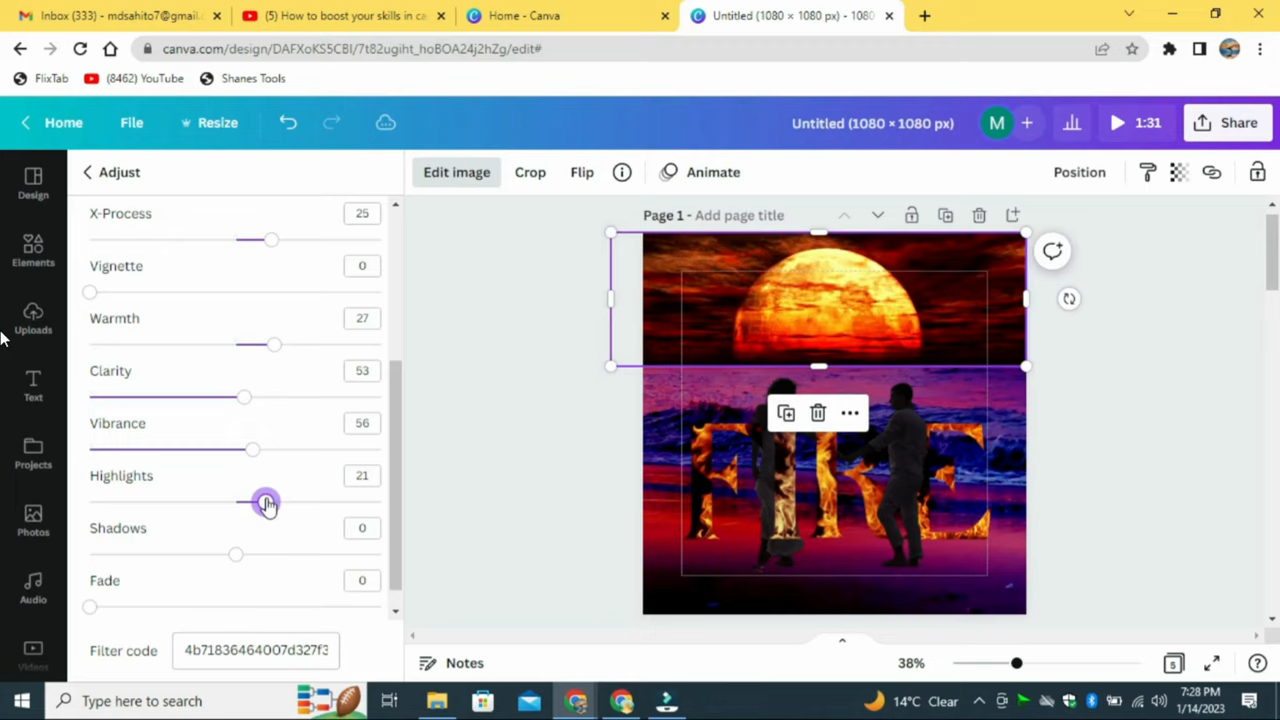 Inbox (333) - mdsahito7@gmail.c
(5) How to boost your skills in ca
Home - Canva
Untitled (1080 × 1080 px) - 1080
canva.com/design/DAFXoKS5CBI/7t82ugiht_hoBOA24j2hZg/edit#
FlixTab
(8462) YouTube
Shanes Tools
Home
File
Resize
Untitled (1080 × 1080 px)
M
+
1:31
Share
Design
Elements
Uploads
Text
Projects
Photos
Audio
Videos
Adjust
X-Process 25
Vignette 0
Warmth 27
Clarity 53
Vibrance 56
Highlights 21
Shadows 0
Fade 0
Filter code 4b71836464007d327f3
Edit image
Crop
Flip
Animate
Position
Page 1 - Add page title
FIRE
Notes
38%
5
Type here to search
14°C Clear
7:28 PM
1/14/2023